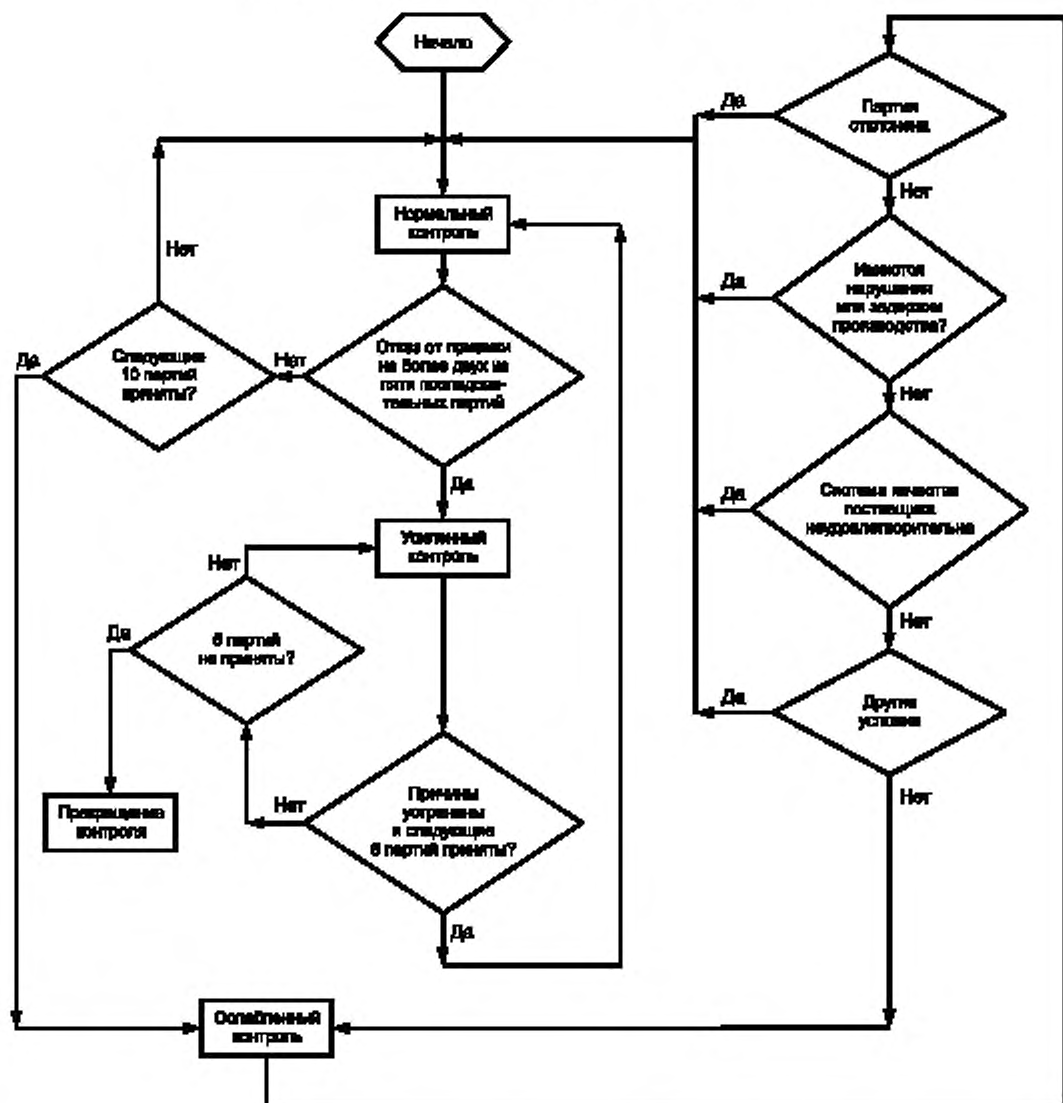 Начало
Да
Партия
отклонена
Нет
Нормальный
контроль
Нет
Да
Имеются
нарушения
или задержки
производства?
Да
Следующие
10 партий
приняты?
Нет
Отказ от приемки
не более двух из
пяти последова-
тельных партий
Нет
Да
Да
Система качества
поставщика
неудовлетворительна
Усиленный
контроль
Нет
Да
партий
не приняты?
Нет
Да
Другие
условия
Прекращение
контроля
Нет
Причины
устранены
и следующие
партий приняты?
Нет
Да
Ослабленный
контроль